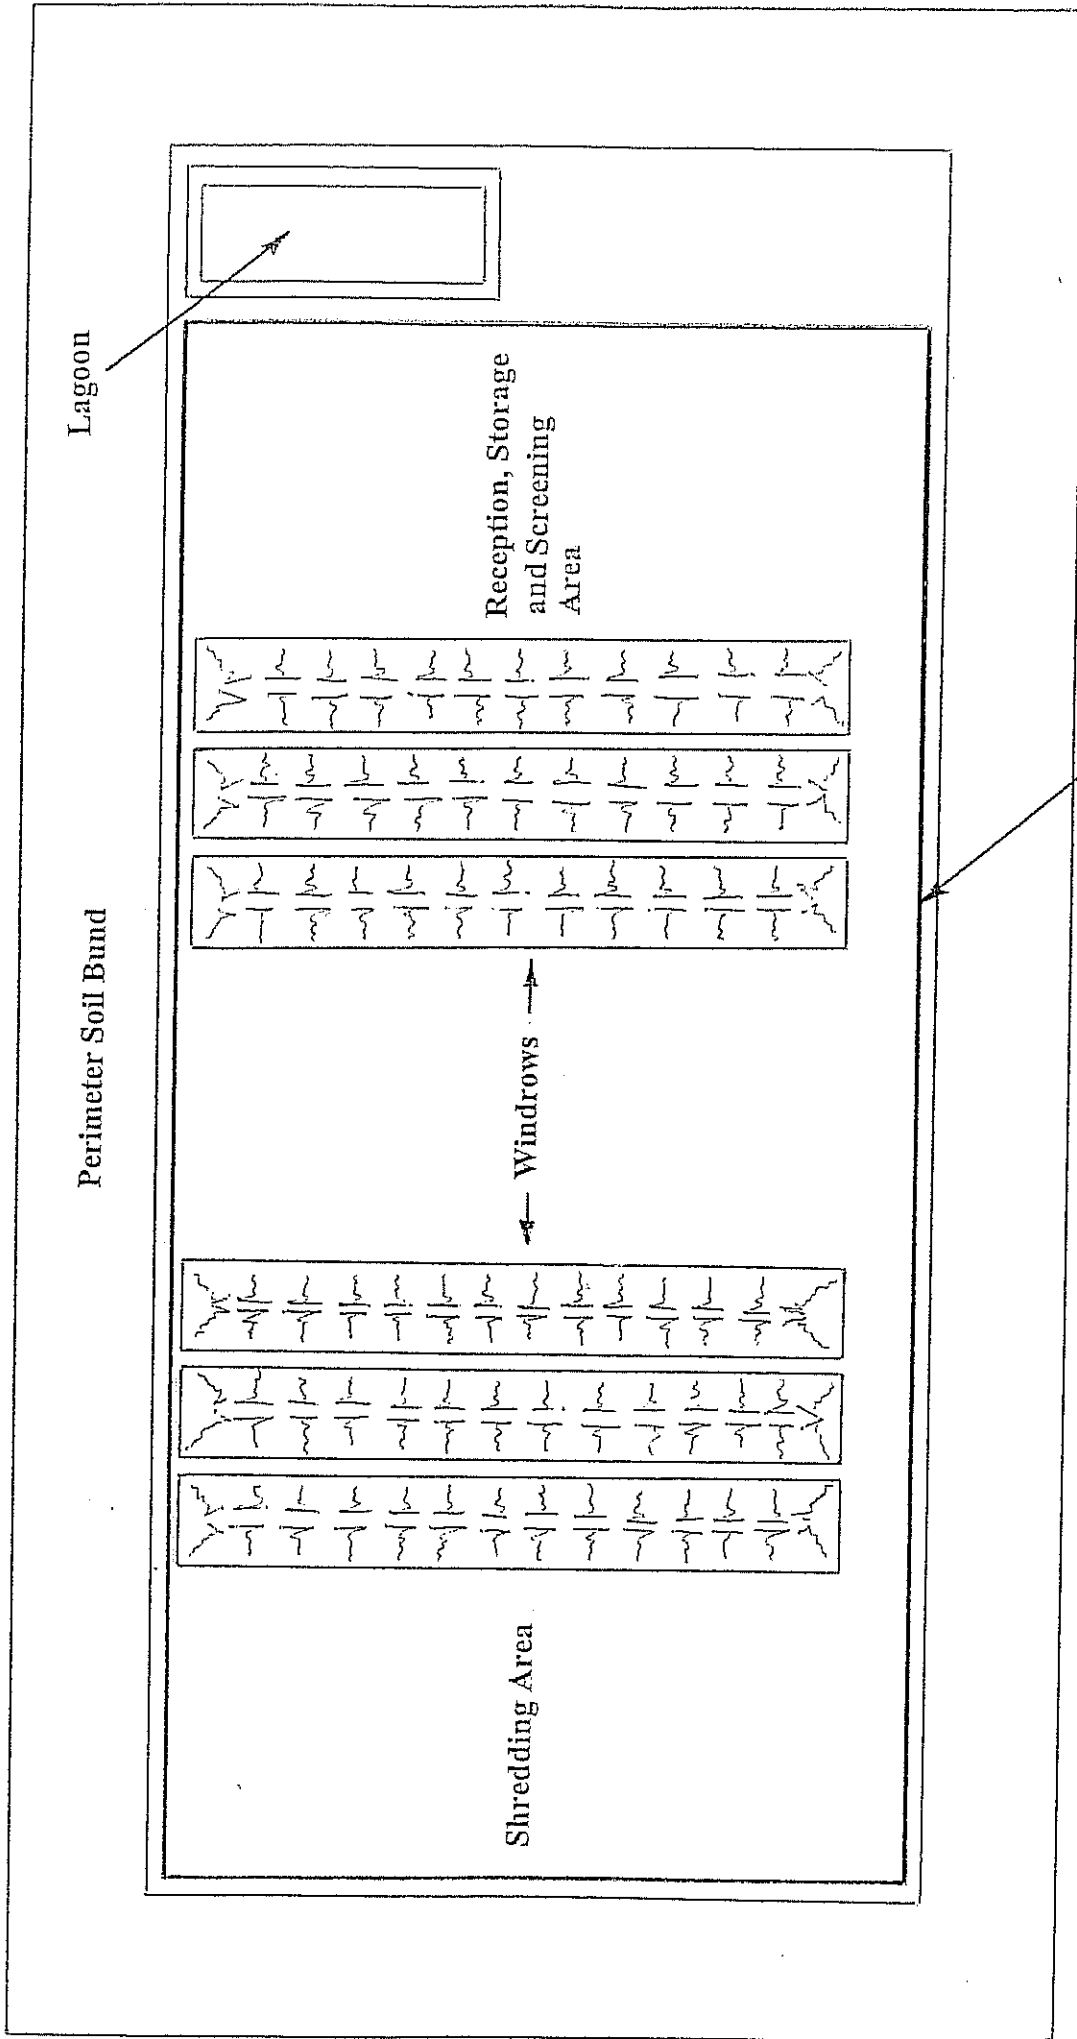 Perimeter Soil Bund
Lagoon
Shredding Area
Windrows
Reception, Storage
and Screening
Area